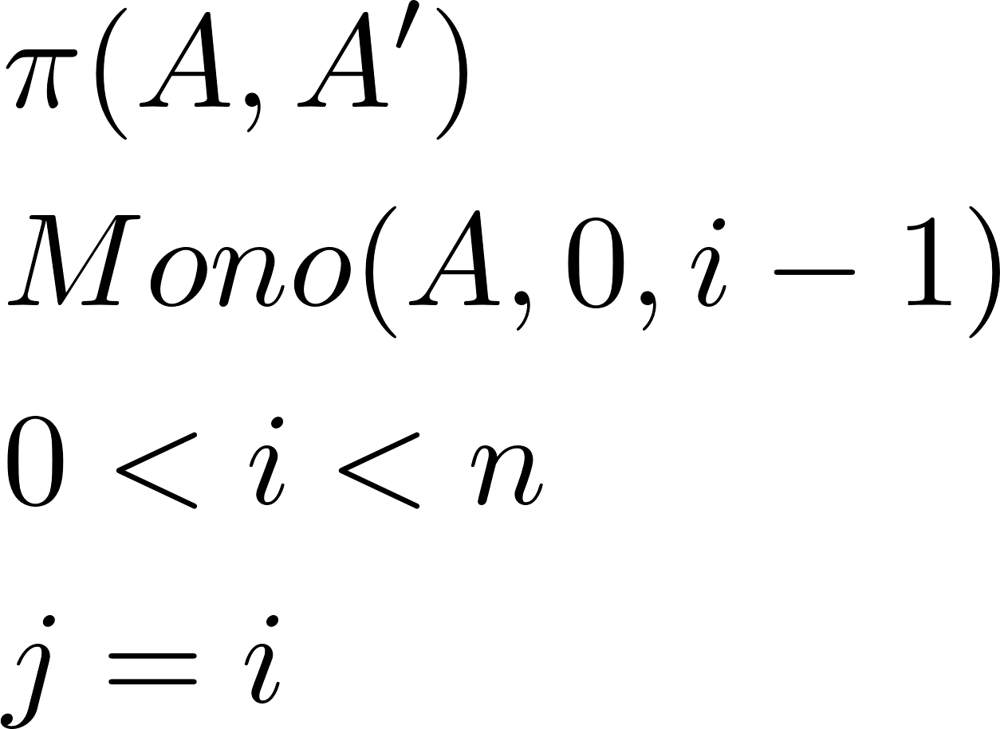 π(A, A′)
Mono(A, 0, i − 1)
0 < i < n
j = i